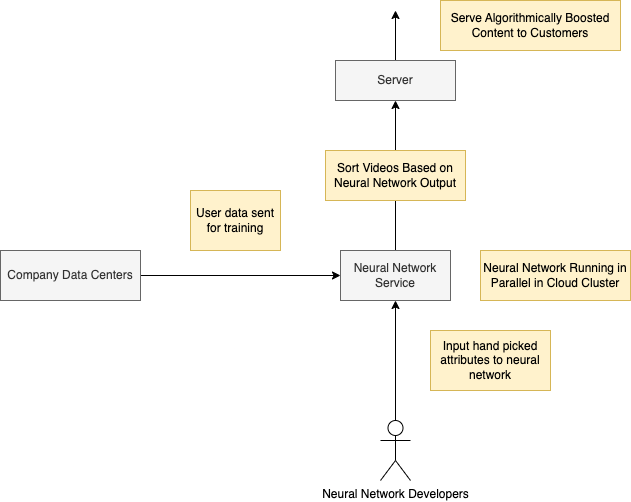 Serve Algorithmically Boosted
Content to Customers
Server
Sort Videos Based on
Neural Network Output
User data sent
for training
Company Data Centers
Neural Network
Service
Neural Network Running in
Parallel in Cloud Cluster
Input hand picked
attributes to neural
network
Neural Network Developers